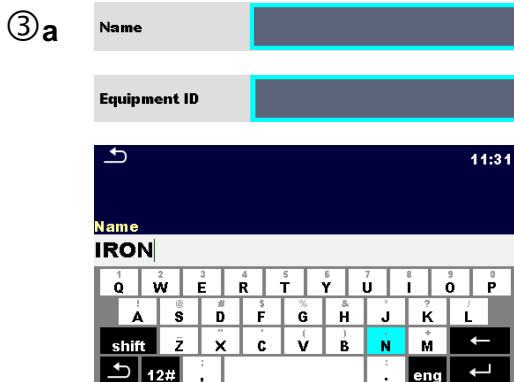 ③a
Name
Equipment ID
11:31
Name
IRON
1 2 3 4 5 6 7 8 9 0
Q W E R T Y U I O P
! @ # $ % & * ? /
A S D F G H J K L
_ " ' ( ) - +
shift Z X C V B N M ←
; :
12# , . eng